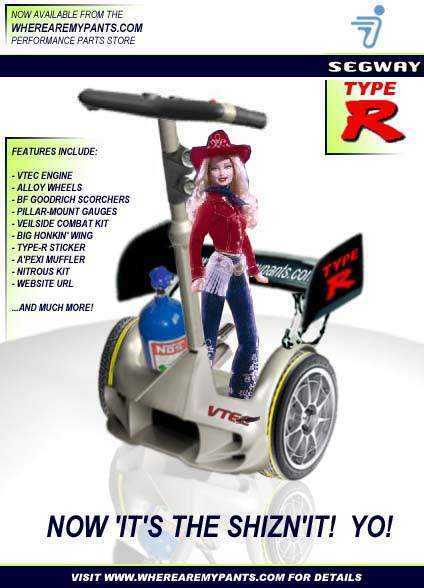 NOW AVAILABLE FROM THE
WHEREAREMYPANTS.COM
PERFORMANCE PARTS STORE
SEGWAY
TYPE
R
FEATURES INCLUDE:
- VTEC ENGINE
- ALLOY WHEELS
- BF GOODRICH SCORCHERS
- PILLAR-MOUNT GAUGES
- VEILSIDE COMBAT KIT
- BIG HONKIN' WING
- TYPE-R STICKER
- A'PEXI MUFFLER
- NITROUS KIT
- WEBSITE URL
...AND MUCH MORE!
ypants.com
TYPE
R
NOS
VTEC
NOW 'IT'S THE SHIZN'IT! YO!
VISIT WWW.WHEREAREMYPANTS.COM FOR DETAILS